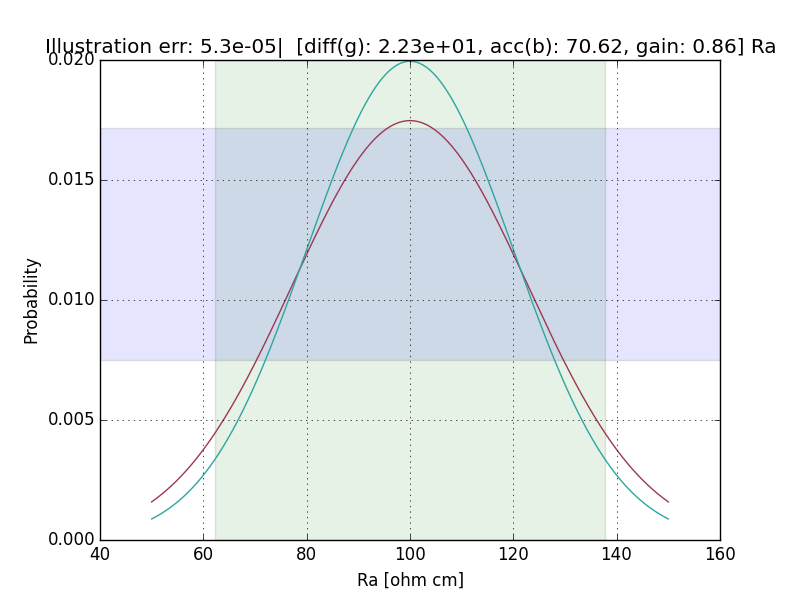 Illustration err: 5.3e-05|  [diff(g): 2.23e+01, acc(b): 70.62, gain: 0.86] Ra
0.020
0.015
0.010
0.005
0.000
Probability
40 60 80 100 120 140 160
Ra [ohm cm]